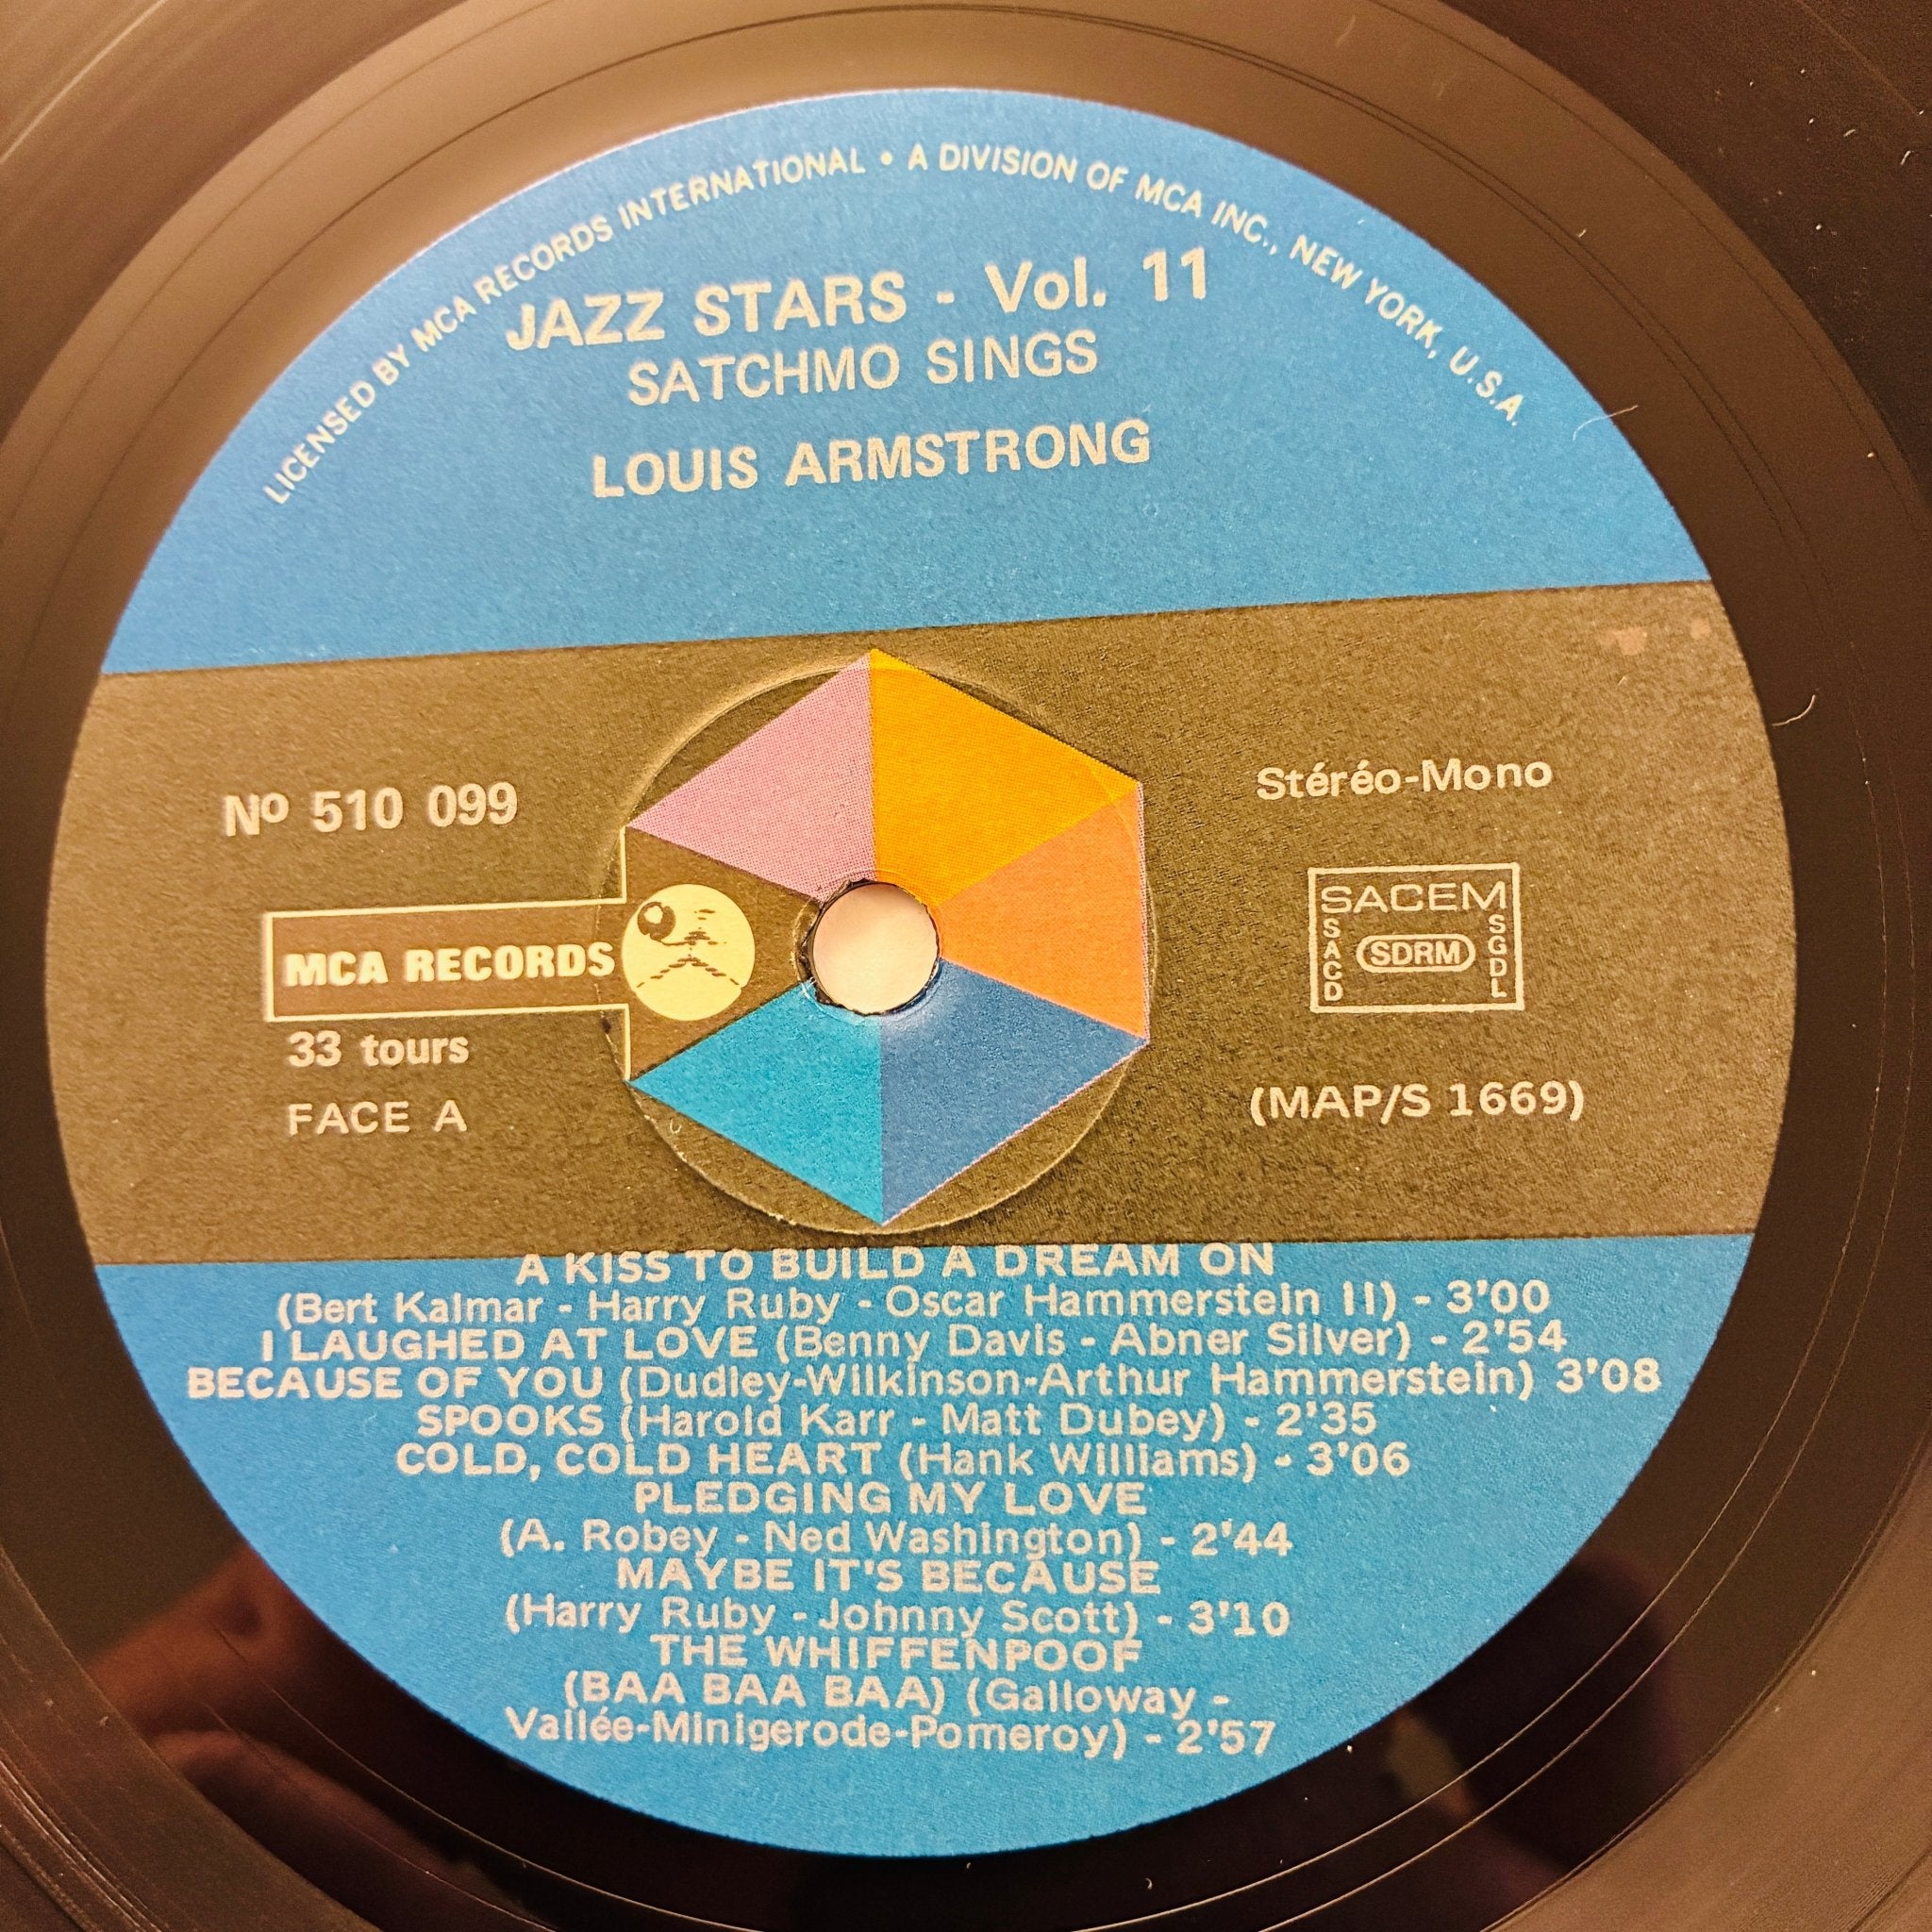 LICENSED BY MCA RECORDS INTERNATIONAL • A DIVISION OF MCA INC., NEW YORK, U.S.A.
JAZZ STARS - Vol. 11
SATCHMO SINGS
LOUIS ARMSTRONG
Nº 510 099
MCA RECORDS
33 tours
FACE A
Stéréo-Mono
SACEM
SACD
SDRM
SGDL
(MAP/S 1669)
A KISS TO BUILD A DREAM ON
(Bert Kalmar - Harry Ruby - Oscar Hammerstein II) - 3'00
I LAUGHED AT LOVE (Benny Davis - Abner Silver) - 2'54
BECAUSE OF YOU (Dudley-Wilkinson-Arthur Hammerstein) 3'08
SPOOKS (Harold Karr - Matt Dubey) - 2'35
COLD, COLD HEART (Hank Williams) - 3'06
PLEDGING MY LOVE
(A. Robey - Ned Washington) - 2'44
MAYBE IT'S BECAUSE
(Harry Ruby - Johnny Scott) - 3'10
THE WHIFFENPOOF
(BAA BAA BAA) (Galloway -
Vallée-Minigerode-Pomeroy) - 2'57